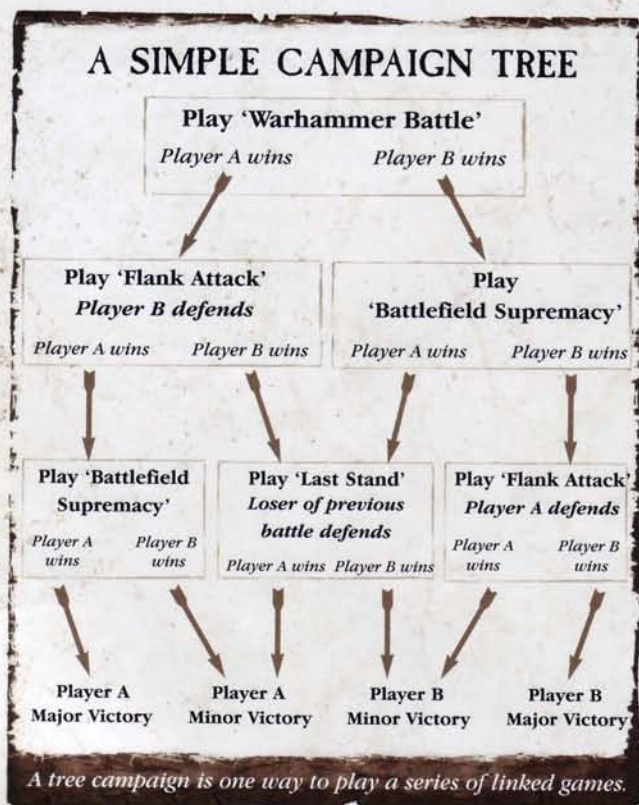 A SIMPLE CAMPAIGN TREE
Play ‘Warhammer Battle’
Player A wins
Player B wins
Play ‘Flank Attack’
Player B defends
Player A wins
Player B wins
Play
‘Battlefield Supremacy’
Player A wins
Player B wins
Play ‘Battlefield
Supremacy’
Player A
wins
Player B
wins
Play ‘Last Stand’
Loser of previous
battle defends
Player A wins
Player B wins
Play ‘Flank Attack’
Player A defends
Player A
wins
Player B
wins
Player A
Major Victory
Player A
Minor Victory
Player B
Minor Victory
Player B
Major Victory
A tree campaign is one way to play a series of linked games.